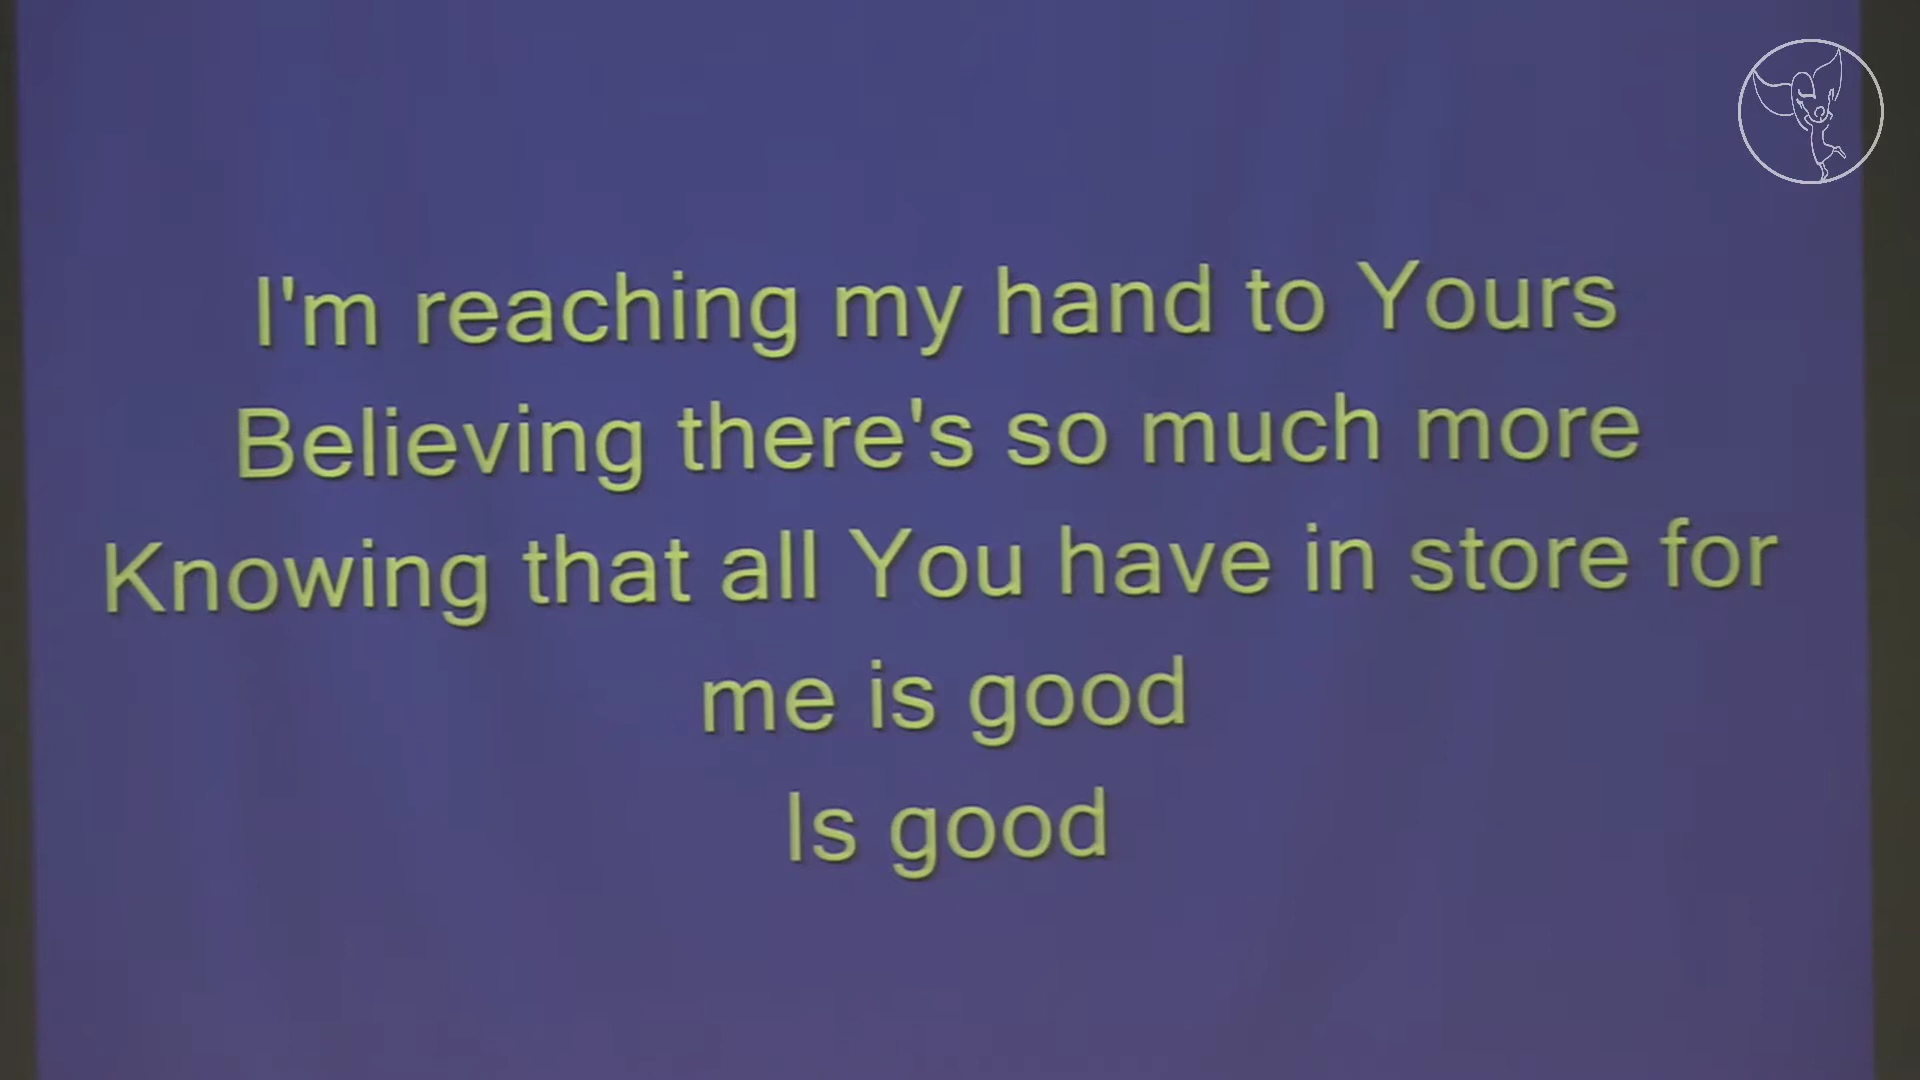 I'm reaching my hand to Yours
Believing there's so much more
Knowing that all You have in store for
me is good
Is good